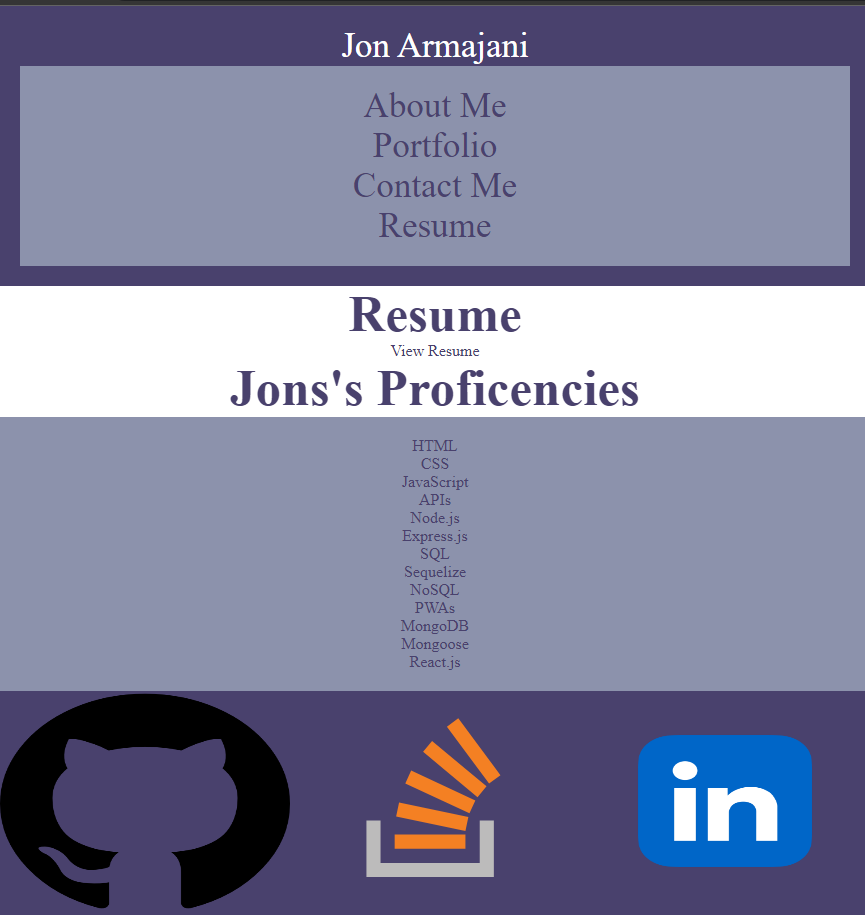 Jon Armajani
About Me
Portfolio
Contact Me
Resume
Resume
View Resume
Jons's Proficencies
HTML
CSS
JavaScript
APIs
Node.js
Express.js
SQL
Sequelize
NoSQL
PWAs
MongoDB
Mongoose
React.js
in